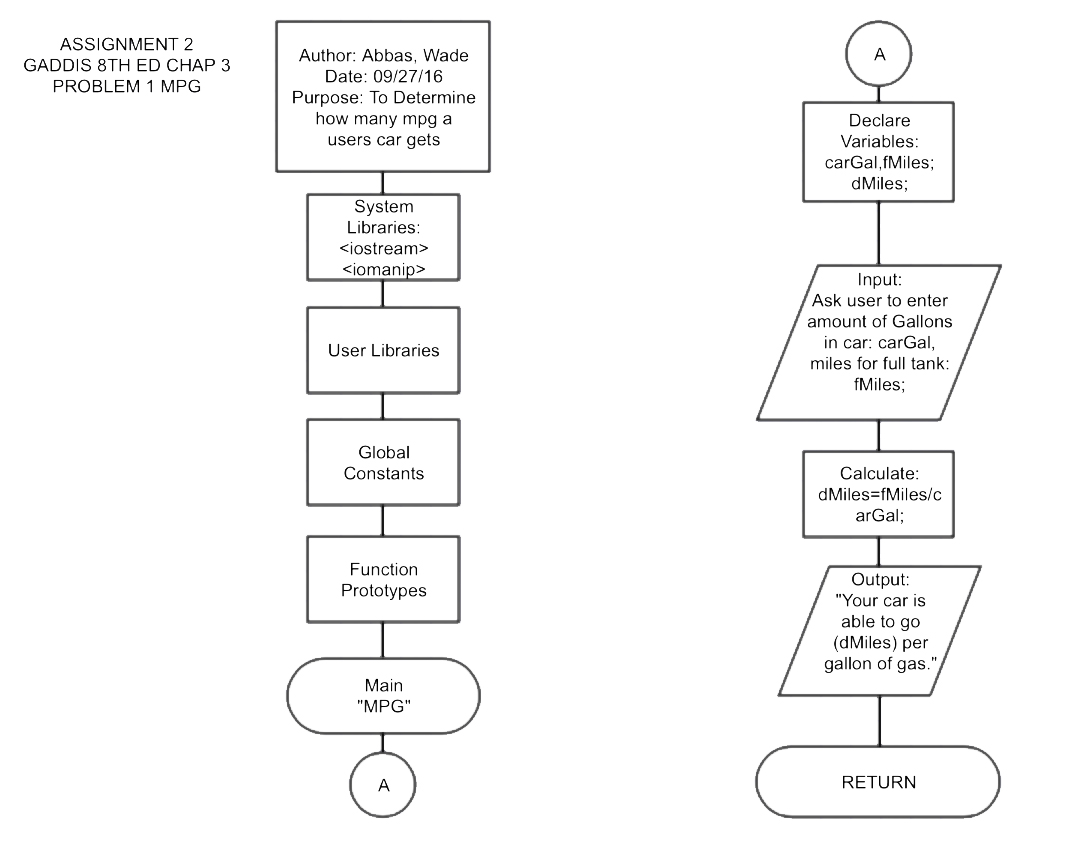 ASSIGNMENT 2
GADDIS 8TH ED CHAP 3
PROBLEM 1 MPG
Author: Abbas, Wade
Date: 09/27/16
Purpose: To Determine
how many mpg a
users car gets
System
Libraries:
<iostream>
<iomanip>
User Libraries
Global
Constants
Function
Prototypes
Main
"MPG"
A
A
Declare
Variables:
carGal,fMiles;
dMiles;
Input:
Ask user to enter
amount of Gallons
in car: carGal,
miles for full tank:
fMiles;
Calculate:
dMiles=fMiles/c
arGal;
Output:
"Your car is
able to go
(dMiles) per
gallon of gas."
RETURN